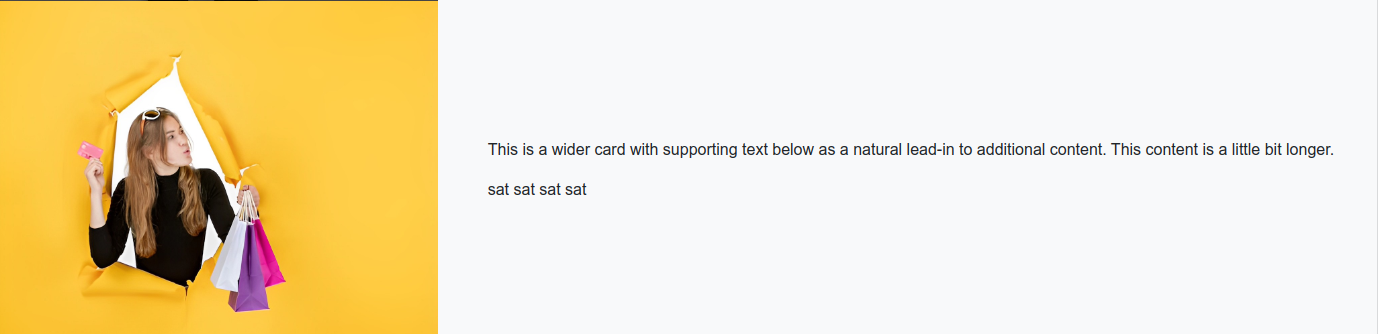 This is a wider card with supporting text below as a natural lead-in to additional content. This content is a little bit longer.
sat sat sat sat